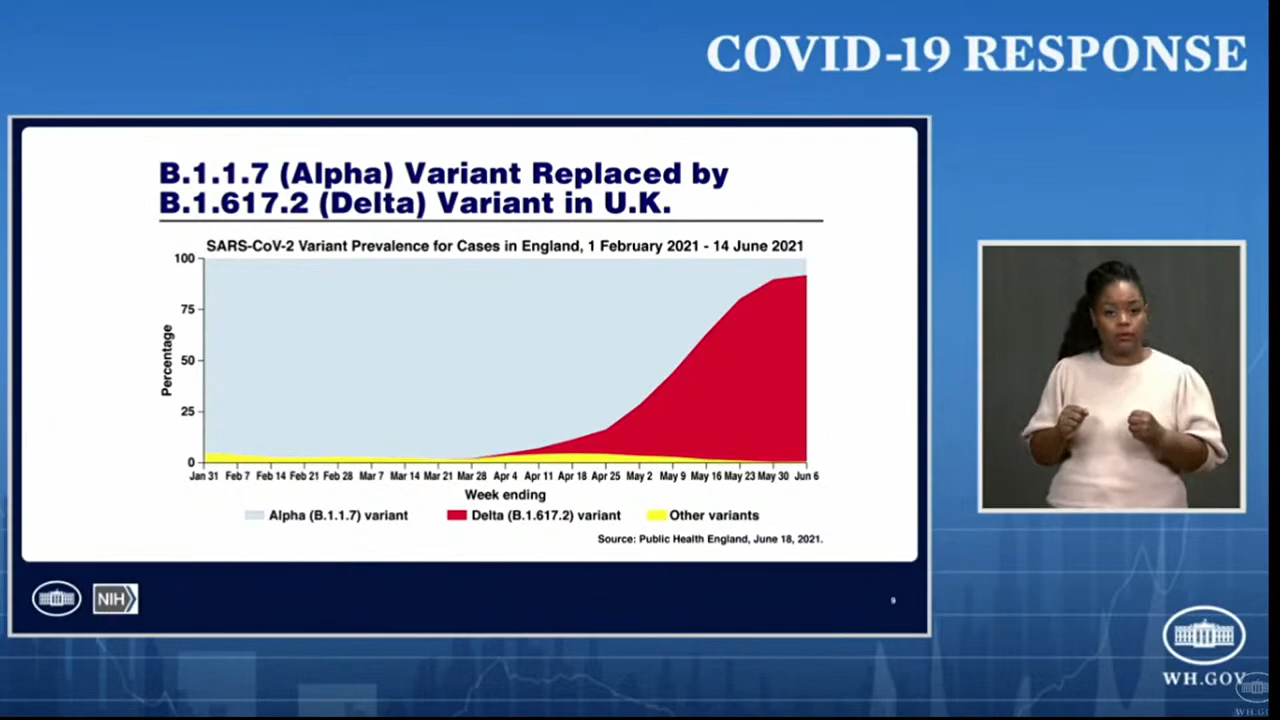 COVID-19 RESPONSE
B.1.1.7 (Alpha) Variant Replaced by
B.1.617.2 (Delta) Variant in U.K.
SARS-CoV-2 Variant Prevalence for Cases in England, 1 February 2021 - 14 June 2021
Percentage
100
75
50
25
0
Jan 31 Feb 7 Feb 14 Feb 21 Feb 28 Mar 7 Mar 14 Mar 21 Mar 28 Apr 4 Apr 11 Apr 18 Apr 25 May 2 May 9 May 16 May 23 May 30 Jun 6
Week ending
Alpha (B.1.1.7) variant Delta (B.1.617.2) variant Other variants
Source: Public Health England, June 18, 2021.
NIH
9
WH.GOV
WH.GO